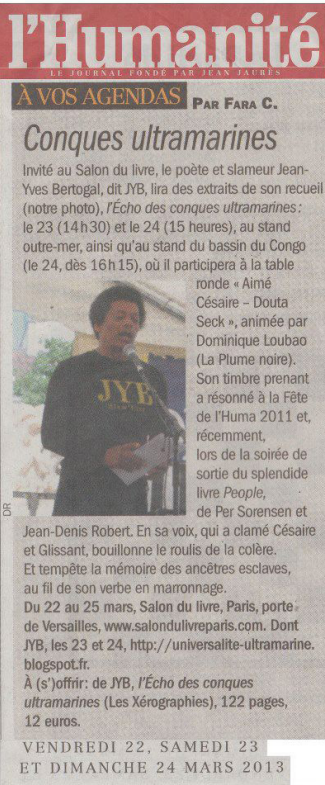 l'Humanité
LE JOURNAL FONDÉ PAR JEAN JAURÈS
À VOS AGENDAS PAR FARA C.
Conques ultramarines
Invité au Salon du livre, le poète et slameur Jean-
Yves Bertogal, dit JYB, lira des extraits de son recueil
(notre photo), l'Écho des conques ultramarines :
le 23 (14 h 30) et le 24 (15 heures), au stand
outre-mer, ainsi qu'au stand du bassin du Congo
(le 24, dès 16 h 15), où il participera à la table
ronde « Aimé
Césaire – Douta
Seck », animée par
Dominique Loubao
(La Plume noire).
Son timbre prenant
a résonné à la Fête
de l'Huma 2011 et,
récemment,
lors de la soirée de
sortie du splendide
livre People,
de Per Sorensen et
JYB
DR
Jean-Denis Robert. En sa voix, qui a clamé Césaire
et Glissant, bouillonne le roulis de la colère.
Et tempête la mémoire des ancêtres esclaves,
au fil de son verbe en marronnage.
Du 22 au 25 mars, Salon du livre, Paris, porte
de Versailles, www.salondulivreparis.com. Dont
JYB, les 23 et 24, http://universalite-ultramarine.
blogspot.fr.
À (s')offrir : de JYB, l'Écho des conques
ultramarines (Les Xérographies), 122 pages,
12 euros.
VENDREDI 22, SAMEDI 23
ET DIMANCHE 24 MARS 2013